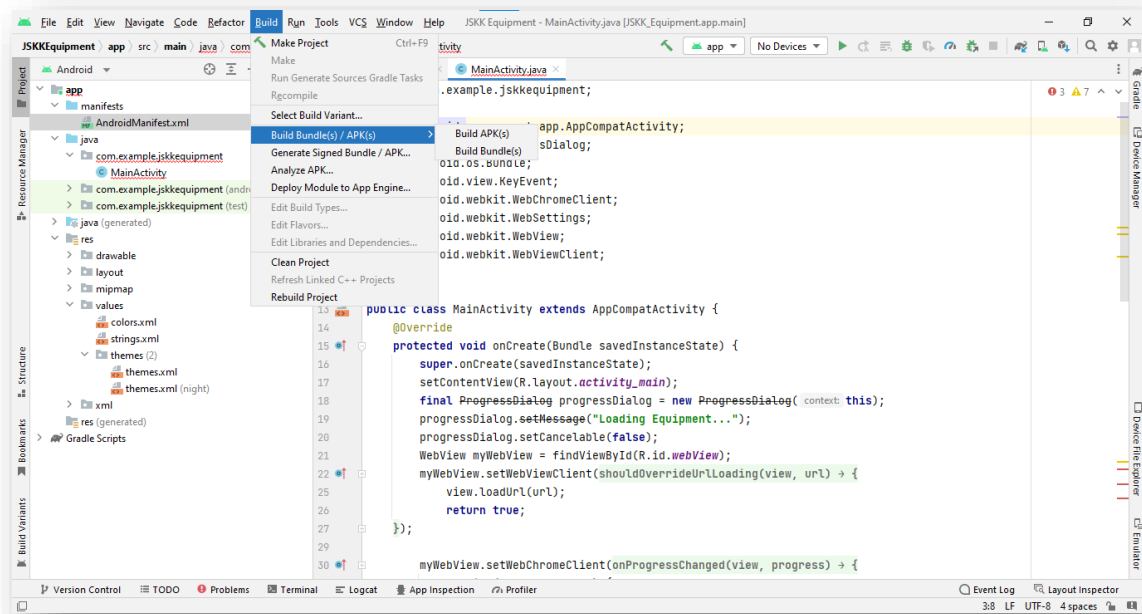 File Edit View Navigate Code Refactor Build Run Tools VCS Window Help JSKK Equipment - MainActivity.java [JSKK_Equipment.app.main]
JSKKEquipment app src main java com
tivity
app No Devices
Make Project Ctrl+F9
Make
Run Generate Sources Gradle Tasks
Recompile
Select Build Variant...
Build Bundle(s) / APK(s)
Generate Signed Bundle / APK...
Analyze APK...
Deploy Module to App Engine...
Edit Build Types...
Edit Flavors...
Edit Libraries and Dependencies...
Clean Project
Refresh Linked C++ Projects
Rebuild Project
Build APK(s)
Build Bundle(s)
Project
Resource Manager
Structure
Bookmarks
Build Variants
Android
app
manifests
AndroidManifest.xml
java
com.example.jskkequipment
MainActivity
com.example.jskkequipment (andr
com.example.jskkequipment (test)
java (generated)
res
drawable
layout
mipmap
values
colors.xml
strings.xml
themes (2)
themes.xml
themes.xml (night)
xml
res (generated)
Gradle Scripts
MainActivity.java
3 7
.example.jskkequipment;
app.AppCompatActivity;
sDialog;
oid.os.Bundle;
oid.view.KeyEvent;
oid.webkit.WebChromeClient;
oid.webkit.WebSettings;
oid.webkit.WebView;
oid.webkit.WebViewClient;
13 public class MainActivity extends AppCompatActivity {
14 @Override
15 protected void onCreate(Bundle savedInstanceState) {
16 super.onCreate(savedInstanceState);
17 setContentView(R.layout.activity_main);
18 final ProgressDialog progressDialog = new ProgressDialog( context: this);
19 progressDialog.setMessage("Loading Equipment...");
20 progressDialog.setCancelable(false);
21 WebView myWebView = findViewById(R.id.webView);
22 myWebView.setWebViewClient(shouldOverrideUrlLoading(view, url) → {
25 view.loadUrl(url);
26 return true;
27 });
29
30 myWebView.setWebChromeClient(onProgressChanged(view, progress) → {
Gradle
Device Manager
Device File Explorer
Emulator
Version Control TODO Problems Terminal Logcat App Inspection Profiler Event Log Layout Inspector
3:8 LF UTF-8 4 spaces